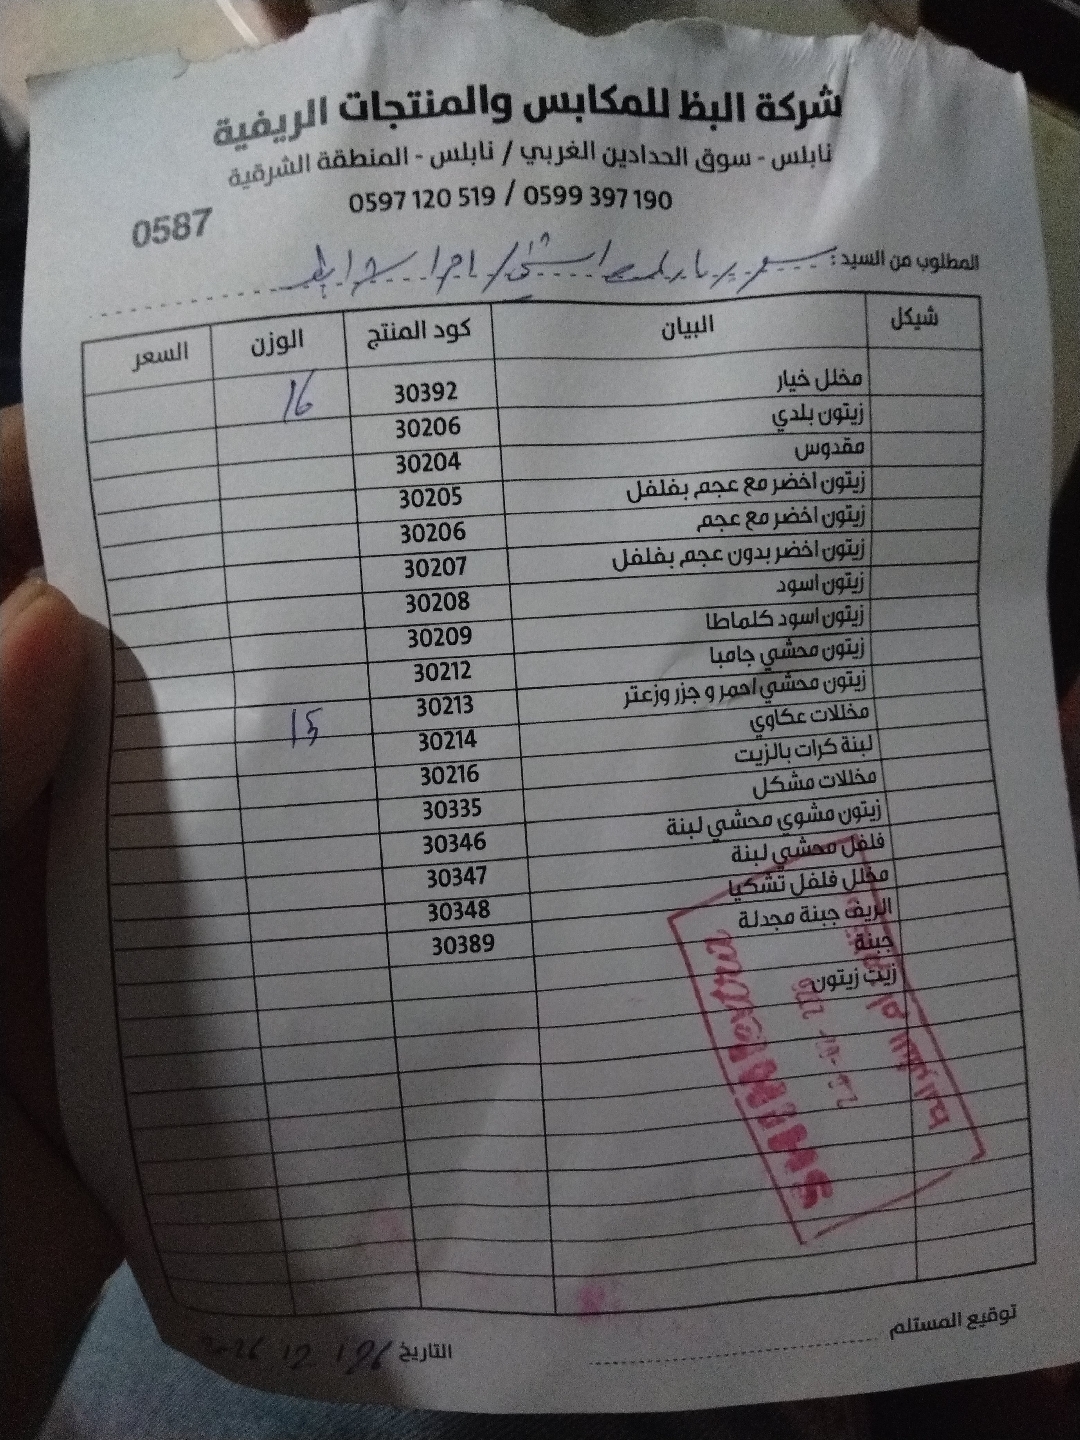 شركة البظ للمكابس والمنتجات الريفية
نابلس - سوق الحدادين الغربي / نابلس - المنطقة الشرقية
0597 120 519 / 0599 397 190
0587
المطلوب من السيد:
شيكل البيان كود المنتج الوزن السعر
مخلل خيار 30392 16
زيتون بلدي 30206
مقدوس 30204
زيتون اخضر مع عجم بفلفل 30205
زيتون اخضر مع عجم 30206
زيتون اخضر بدون عجم بفلفل 30207
زيتون اسود 30208
زيتون اسود كلماطا 30209
زيتون محشي جامبا 30212
زيتون محشي احمر و جزر وزعتر 30213
مخللات عكاوي 30214 15
لبنة كرات بالزيت 30216
مخللات مشكل 30335
زيتون مشوي محشي لبنة 30346
فلفل محشي لبنة 30347
مخلل فلفل تشكيا 30348
الريف جبنة مجدلة 30389
جبنة
زيت زيتون
توقيع المستلم
التاريخ